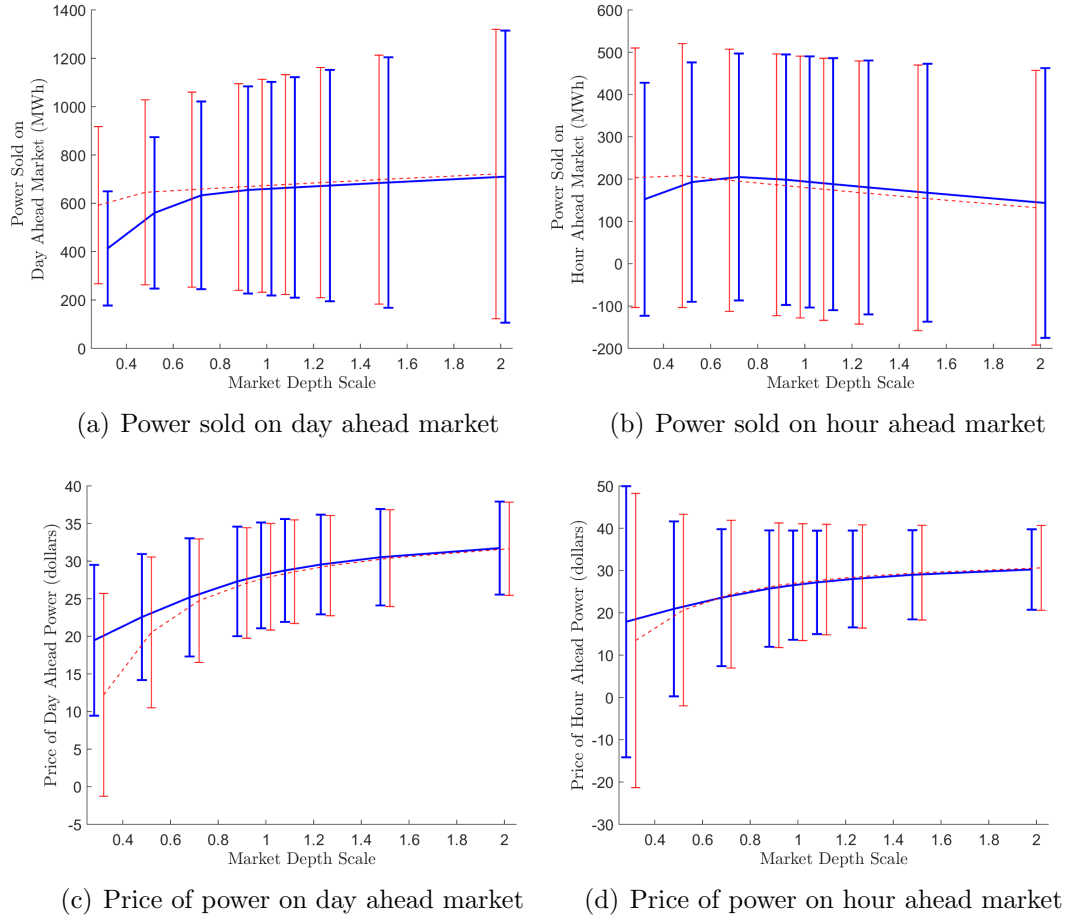 1400
1200
1000
800
600
400
200
0
Power Sold on
Day Ahead Market (MWh)
0.4 0.6 0.8 1 1.2 1.4 1.6 1.8 2
Market Depth Scale
(a) Power sold on day ahead market
600
500
400
300
200
100
0
-100
-200
Power Sold on
Hour Ahead Market (MWh)
0.4 0.6 0.8 1 1.2 1.4 1.6 1.8 2
Market Depth Scale
(b) Power sold on hour ahead market
40
35
30
25
20
15
10
5
0
-5
Price of Day Ahead Power (dollars)
0.4 0.6 0.8 1 1.2 1.4 1.6 1.8 2
Market Depth Scale
(c) Price of power on day ahead market
50
40
30
20
10
0
-10
-20
-30
Price of Hour Ahead Power (dollars)
0.4 0.6 0.8 1 1.2 1.4 1.6 1.8 2
Market Depth Scale
(d) Price of power on hour ahead market